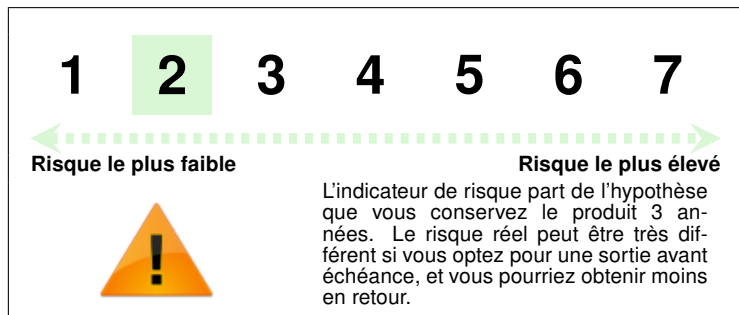 1 2 3 4 5 6 7
Risque le plus faible
Risque le plus élevé
L'indicateur de risque part de l'hypothèse
que vous conservez le produit 3 an-
nées. Le risque réel peut être très dif-
férent si vous optez pour une sortie avant
échéance, et vous pourriez obtenir moins
en retour.